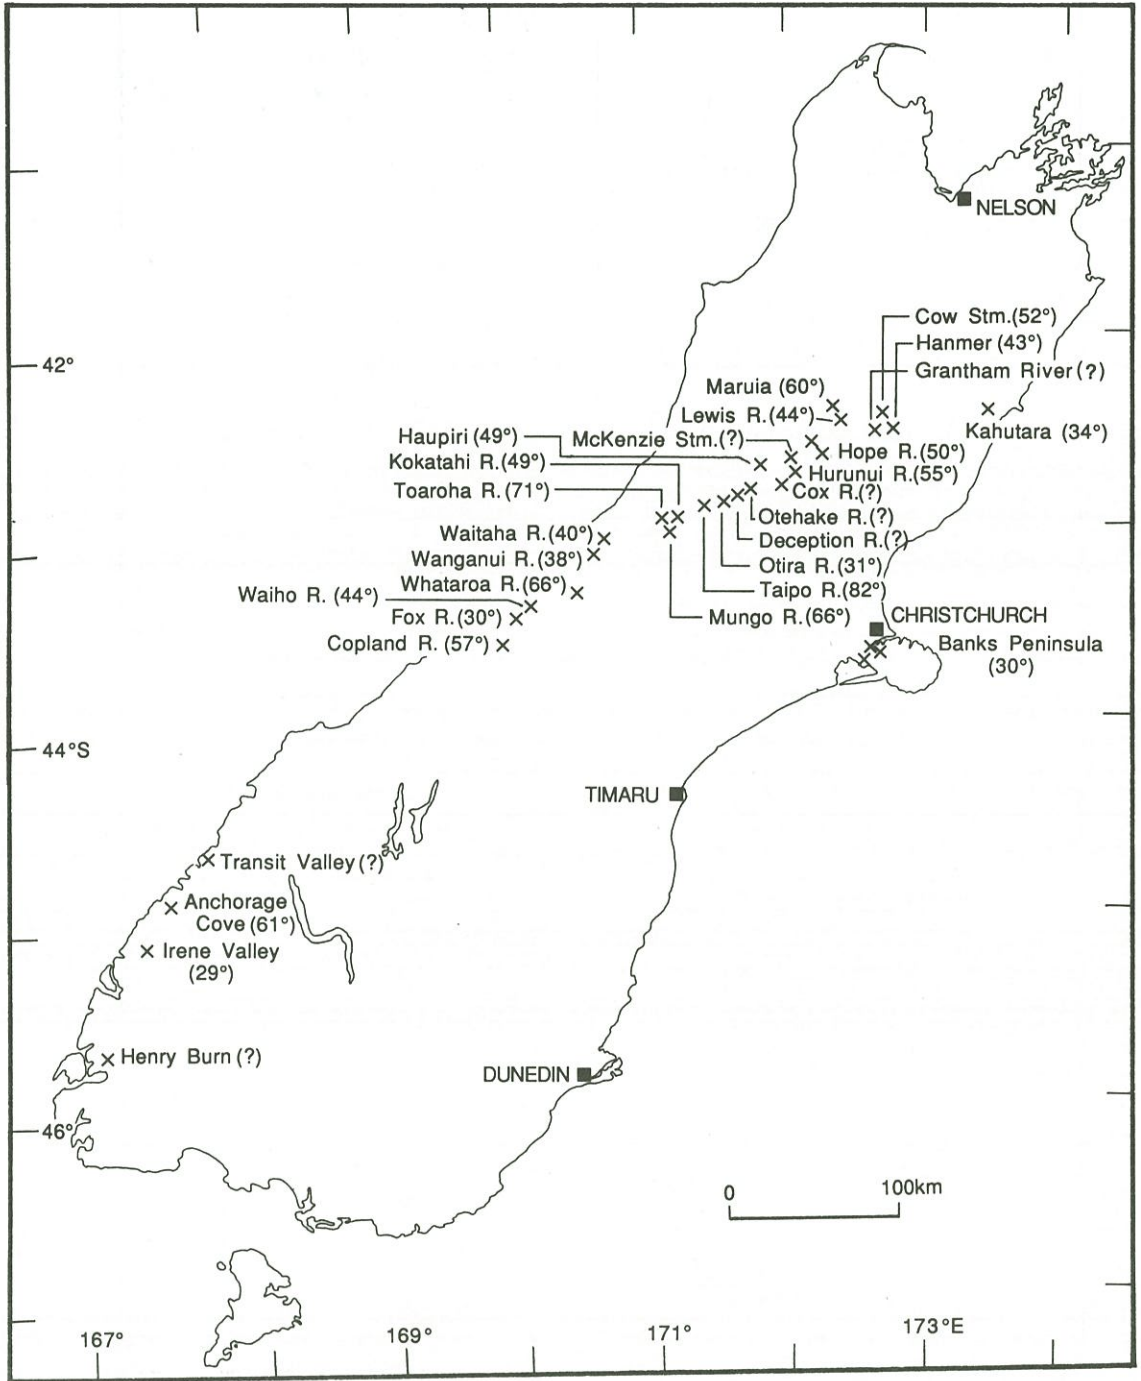 NELSON
Cow Stm.(52°)
Hanmer (43°)
42°
Grantham River (?)
Maruia (60°)
Lewis R.(44°)
Kahutara (34°)
Haupiri (49°)
McKenzie Stm.(?)
Hope R.(50°)
Kokatahi R.(49°)
Hurunui R.(55°)
Toaroha R. (71°)
Cox R.(?)
Otehake R.(?)
Waitaha R. (40°)
Deception R.(?)
Wanganui R. (38°)
Otira R. (31°)
Whataroa R. (66°)
Taipo R. (82°)
Waiho R. (44°)
Fox R. (30°)
Mungo R. (66°)
CHRISTCHURCH
Copland R. (57°)
Banks Peninsula
(30°)
44°S
TIMARU
Transit Valley (?)
Anchorage
Cove (61°)
Irene Valley
(29°)
Henry Burn (?)
DUNEDIN
46°
0 100km
167° 169° 171° 173°E